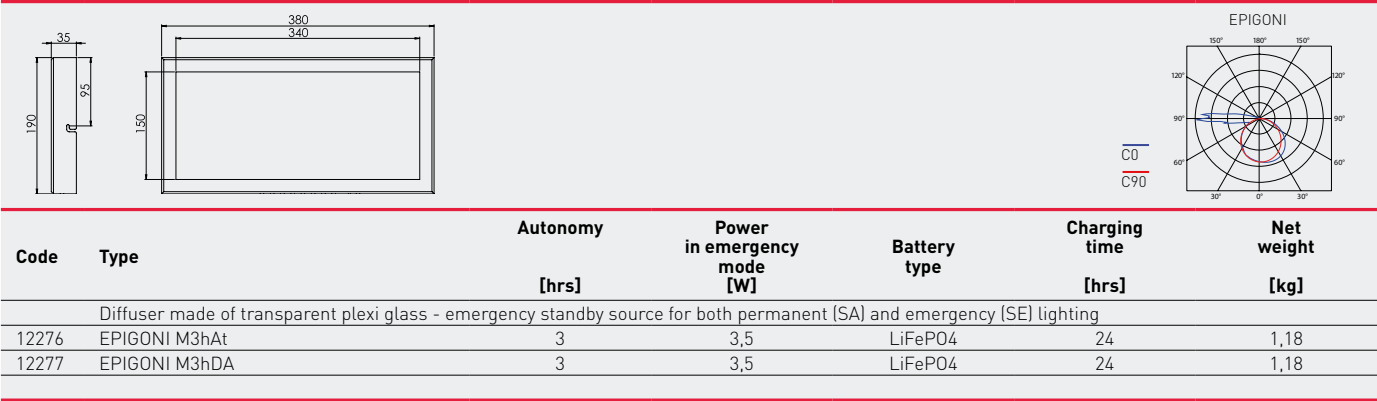 380
340
35
95
190
150
EPIGONI
150° 180° 150°
120° 120°
90° 90°
60° 60°
30° 0° 30°
C0
C90
Code Type Autonomy [hrs] Power in emergency mode [W] Battery type Charging time [hrs] Net weight [kg]
Diffuser made of transparent plexi glass - emergency standby source for both permanent (SA) and emergency (SE) lighting
12276 EPIGONI M3hAt 3 3,5 LiFePO4 24 1,18
12277 EPIGONI M3hDA 3 3,5 LiFePO4 24 1,18